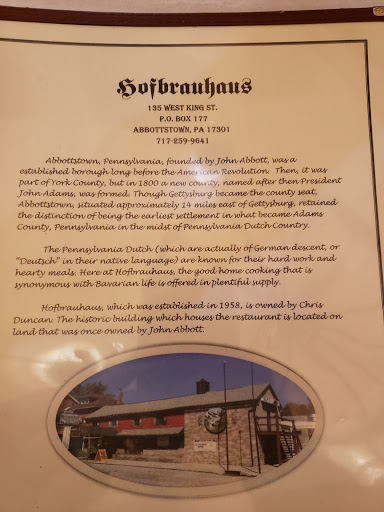 Hofbrauhaus
135 WEST KING ST.
P.O. BOX 177
ABBOTTSTOWN, PA 17301
717-259-9641
Abbottstown, Pennsylvania, founded by John Abbott, was a
established borough long before the American Revolution. Then, it was
part of York County, but in 1800 a new county, named after then President
John Adams, was formed. Though Gettysburg became the county seat,
Abbottstown, situated approximately 14 miles east of Gettysburg, retained
the distinction of being the earliest settlement in what became Adams
County, Pennsylvania in the midst of Pennsylvania Dutch Country.
The Pennsylvania Dutch (which are actually of German descent, or
"Deutsch" in their native language) are known for their hard work and
hearty meals. Here at Hofbrauhaus, the good home cooking that is
synonymous with Bavarian life is offered in plentiful supply.
Hofbrauhaus, which was established in 1958, is owned by Chris
Duncan. The historic building which houses the restaurant is located on
land that was once owned by John Abbott.